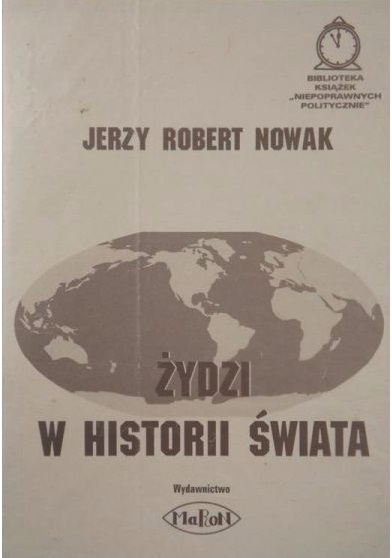 BIBLIOTEKA
KSIĄŻEK
„NIEPOPRAWNYCH
POLITYCZNIE”
JERZY ROBERT NOWAK
ŻYDZI
W HISTORII ŚWIATA
Wydawnictwo
MaRoN